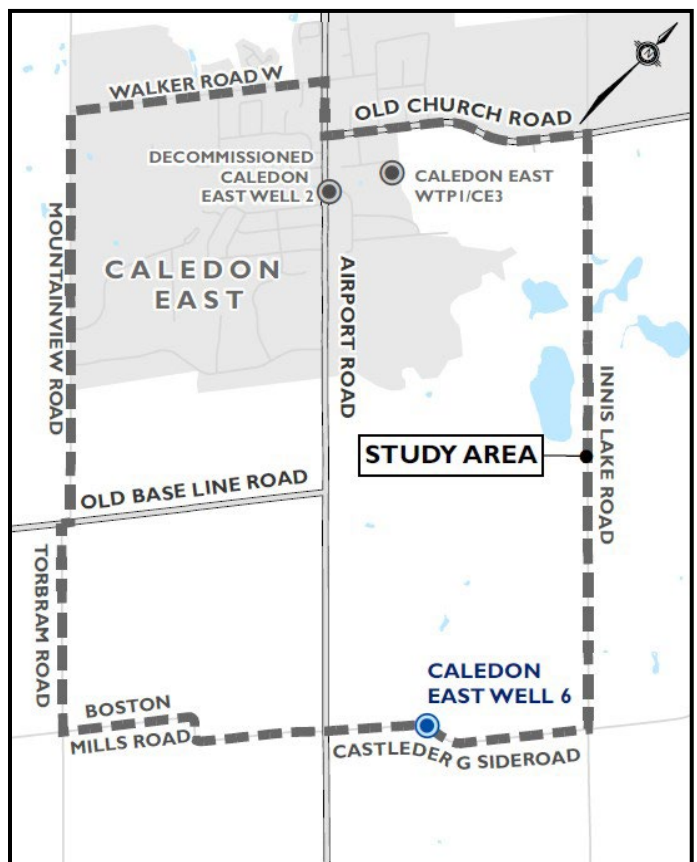 WALKER ROAD W
OLD CHURCH ROAD
N
DECOMMISSIONED
CALEDON
EAST WELL 2
CALEDON EAST
WTP1/CE3
CALEDON
EAST
MOUNTAINVIEW ROAD
AIRPORT ROAD
INNIS LAKE ROAD
STUDY AREA
OLD BASE LINE ROAD
TORBRAM ROAD
CALEDON
EAST WELL 6
BOSTON
MILLS ROAD
CASTLEDER G SIDEROAD